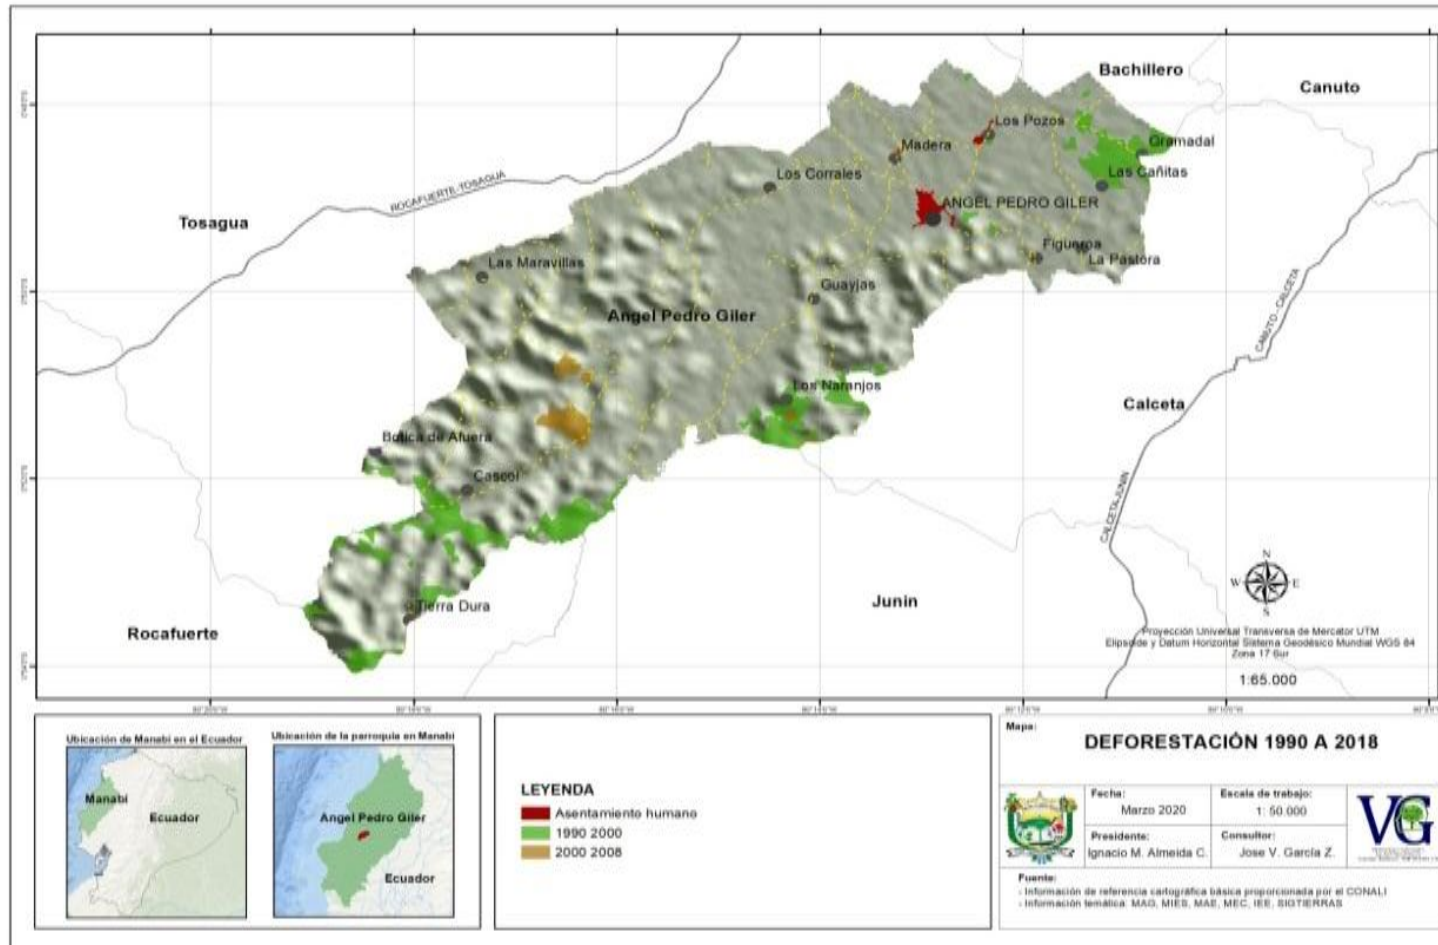 Bachillero
Canuto
Los Pozos
Gramadal
Madera
Los Corrales
Las Cañitas
ROCAFUERTE-TOSAGUA
ANGEL PEDRO GILER
Tosagua
Figueroa
La Pastora
Las Maravillas
Guayjas
Angel Pedro Giler
CANUTO - CALCETA
Los Naranjos
Calceta
Botica de Afuera
Cascol
CALCETA-JUNIN
N
W
E
S
Tierra Dura
Junin
Rocafuerte
Proyección Universal Transversa de Mercator UTM
Elipsoide y Datum Horizontal Sistema Geodésico Mundial WGS 84
Zona 17 Sur
1:65.000
Ubicación de Manabí en el Ecuador
Manabí
Ecuador
Ubicación de la parroquia en Manabí
Ángel Pedro Giler
Ecuador
LEYENDA
Asentamiento humano
1990 2000
2000 2008
Mapa:
DEFORESTACIÓN 1990 A 2018
Fecha:
Marzo 2020
Escala de trabajo:
1: 50.000
Presidente:
Ignacio M. Almeida C.
Consultor:
Jose V. García Z.
VG
Fuente:
- Información de referencia cartográfica básica proporcionada por el CONALI
- Información temática: MAG, MIES, MAE, MEC, IEE, SIGTIERRAS